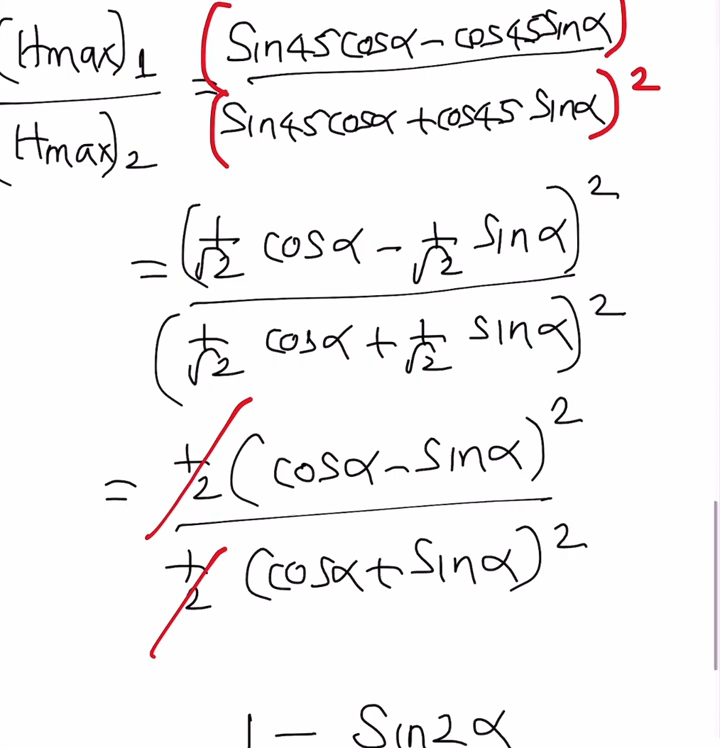 (Hmax)1 / (Hmax)2 = (Sin45cosα - cos45Sinα) / (Sin45cosα + cos45 Sinα)²
= (1/√2 cosα - 1/√2 Sinα)² / (1/√2 cosα + 1/√2 sinα)²
= 1/2 (cosα - Sinα)² / 1/2 (cosα + Sinα)²
1 - Sin2α